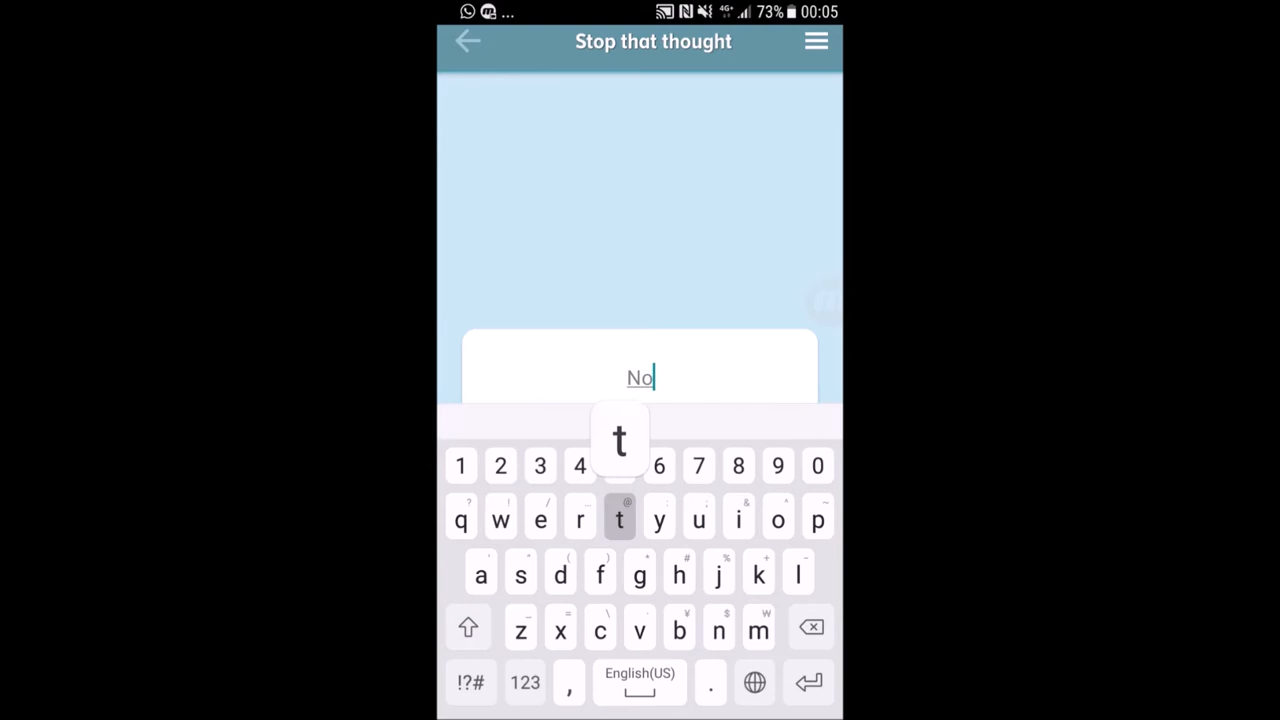 ... 4G+ 73% 00:05
Stop that thought
No
t
1 2 3 4 6 7 8 9 0
q w e r t y u i o p
a s d f g h j k l
z x c v b n m
!?# 123 , English(US) .